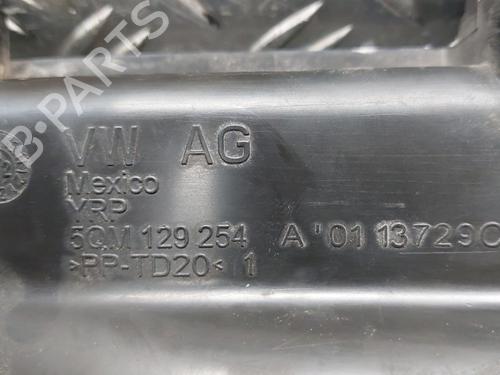 B-PARTS
VW AG
Mexico
YRP
5QM 129 254 A '01 137290
>PP-TD20< 1